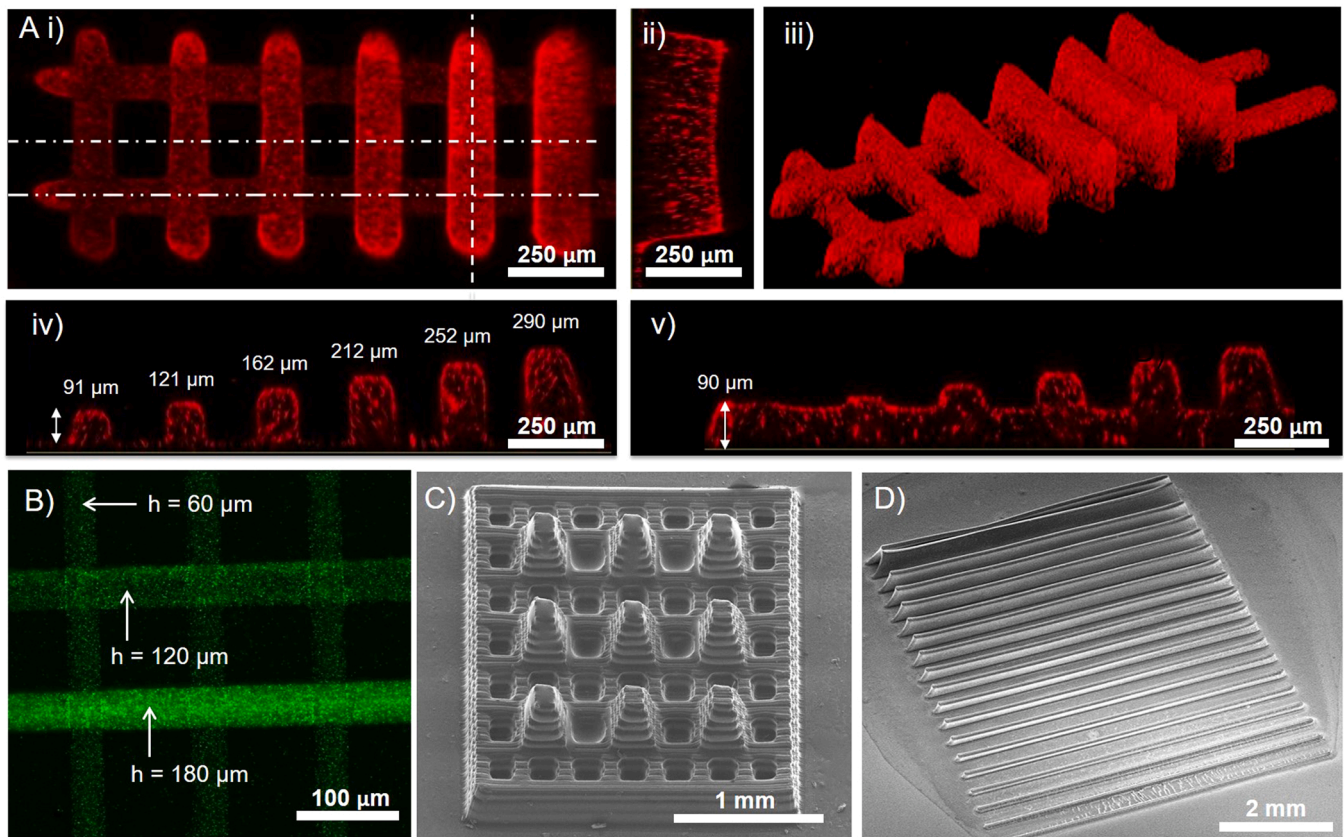 A i)
250 µm
ii)
250 µm
iii)
iv)
91 µm
121 µm
162 µm
212 µm
252 µm
290 µm
250 µm
v)
90 µm
250 µm
B)
h = 60 µm
h = 120 µm
h = 180 µm
100 µm
C)
1 mm
D)
2 mm